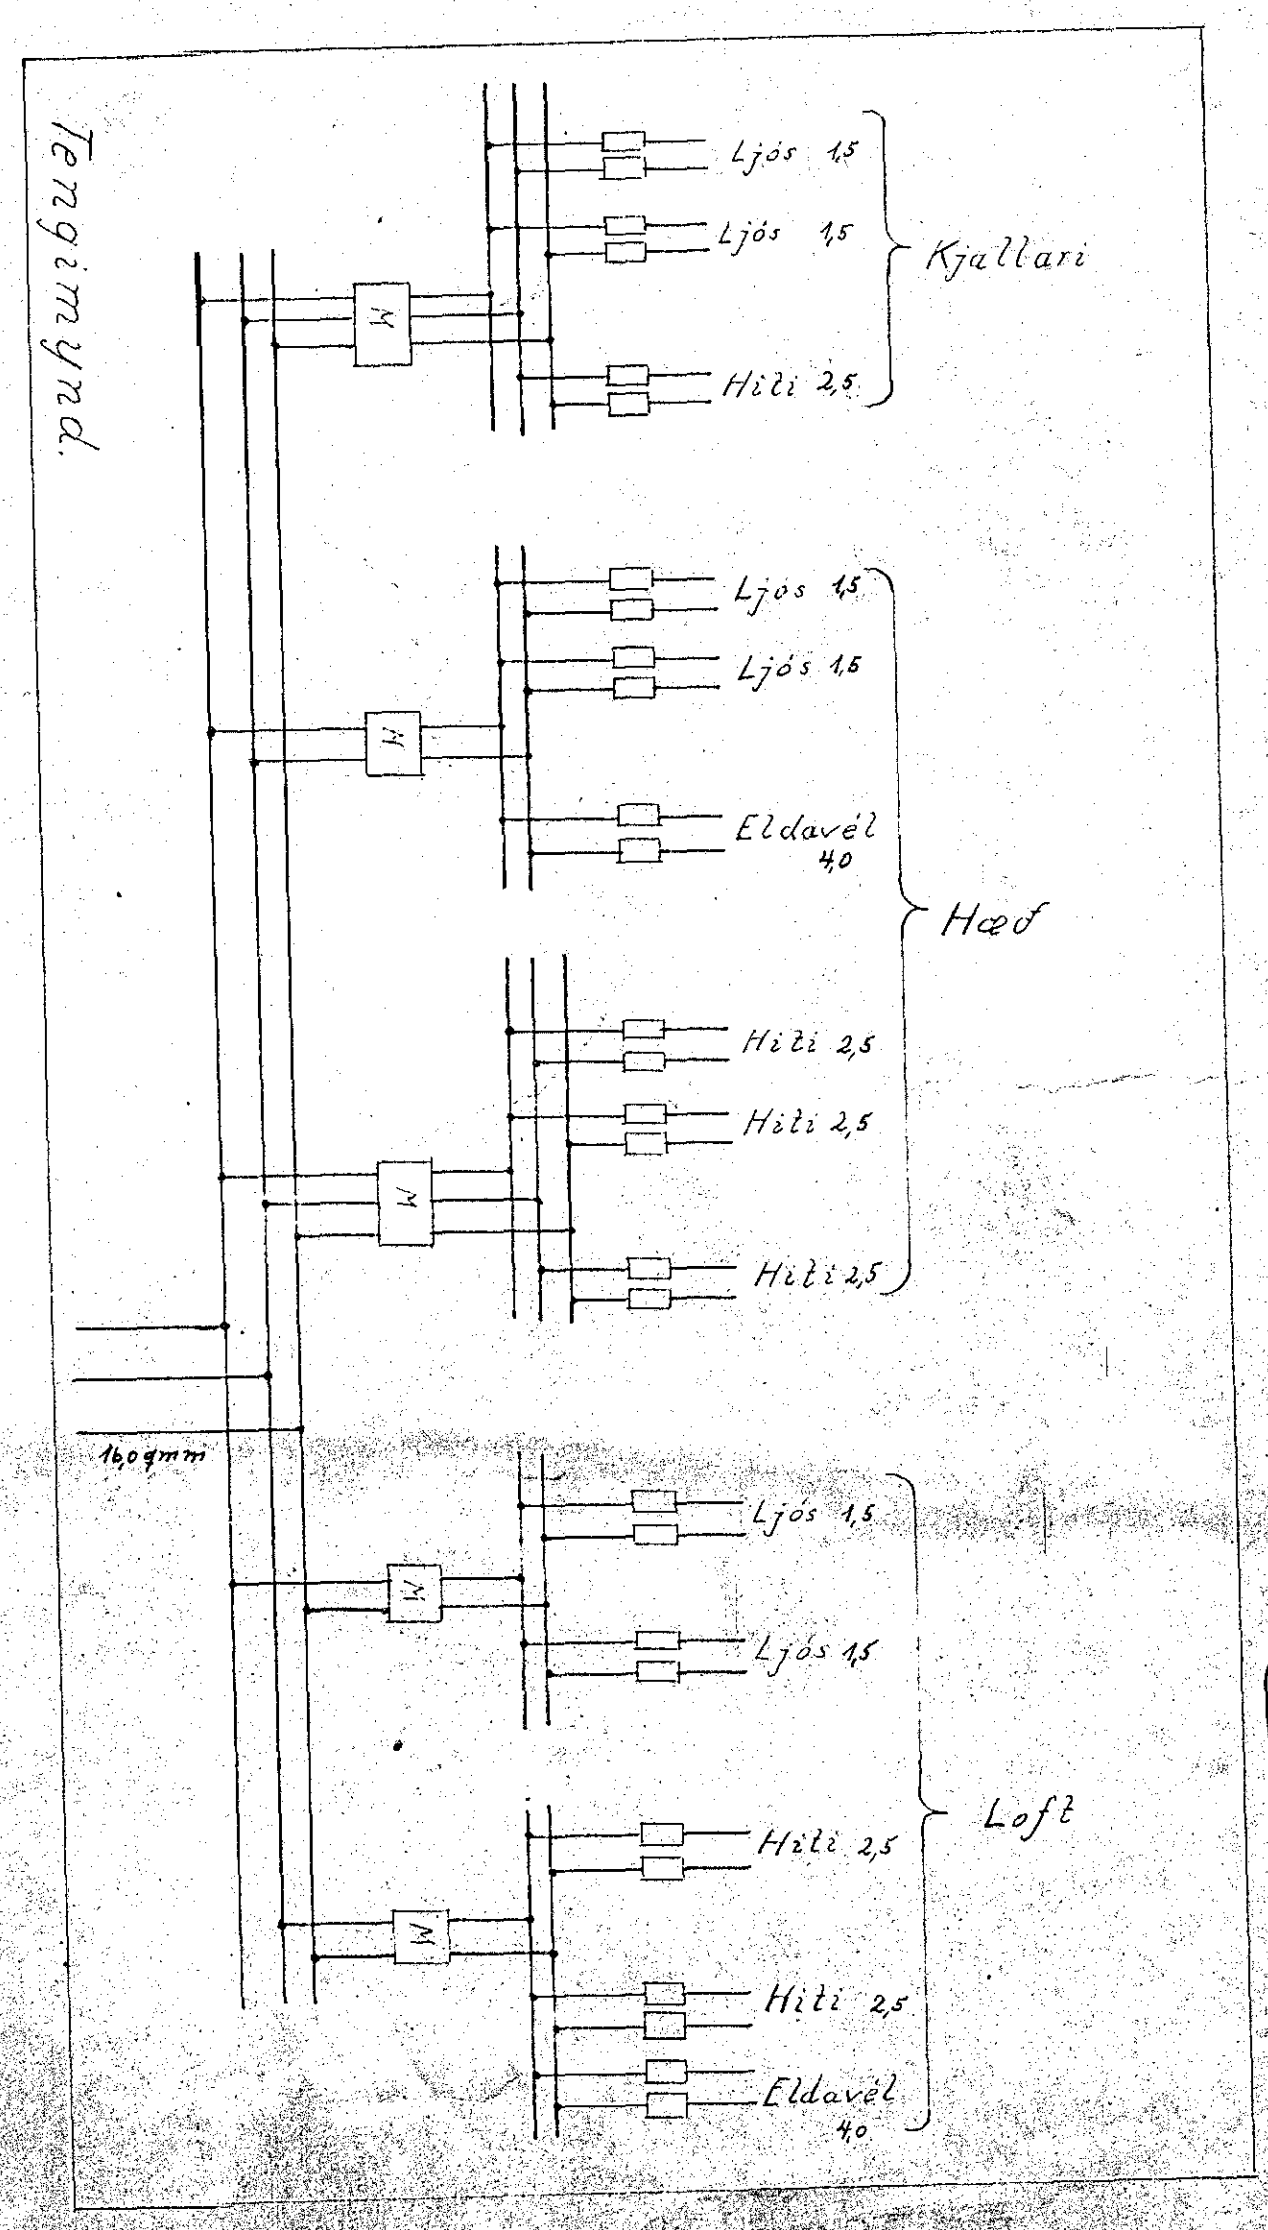 Tengimynd.
Ljós 1,5
Ljós 1,5
Kjallari
M
Hiti 2,5
Ljós 1,5
Ljós 1,5
M
Eldavél
4,0
Hæð
Hiti 2,5
Hiti 2,5
M
Hiti 2,5
16,0 qmm
Ljós 1,5
M
Ljós 1,5
Loft
Hiti 2,5
M
Hiti 2,5
Eldavél
4,0